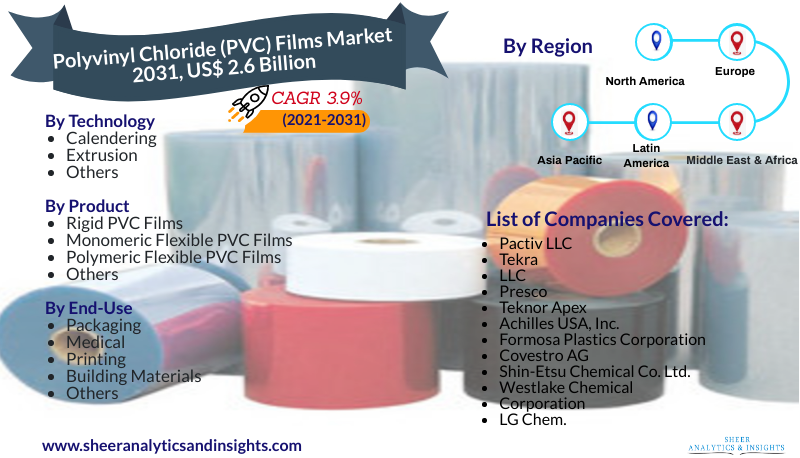 Polyvinyl Chloride (PVC) Films Market
2031, US$ 2.6 Billion
CAGR 3.9%
(2021-2031)
By Technology
• Calendering
• Extrusion
• Others
By Product
• Rigid PVC Films
• Monomeric Flexible PVC Films
• Polymeric Flexible PVC Films
• Others
By End-Use
• Packaging
• Medical
• Printing
• Building Materials
• Others
By Region
North America
Europe
Asia Pacific
Latin
America
Middle East & Africa
List of Companies Covered:
• Pactiv LLC
• Tekra
• LLC
• Presco
• Teknor Apex
• Achilles USA, Inc.
• Formosa Plastics Corporation
• Covestro AG
• Shin-Etsu Chemical Co. Ltd.
• Westlake Chemical
• Corporation
• LG Chem.
www.sheeranalyticsandinsights.com
SHEER
ANALYTICS & INSIGHTS